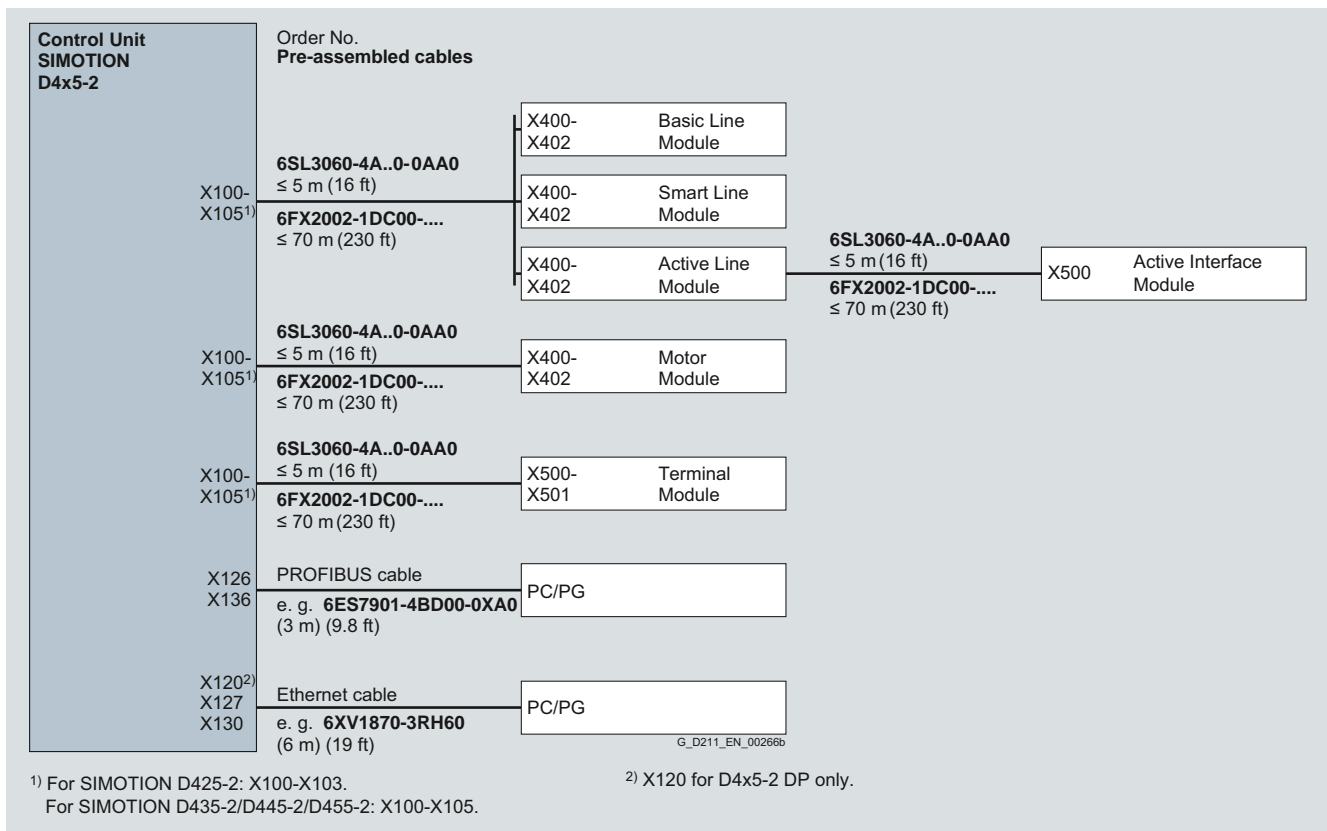 Control Unit
SIMOTION
D4x5-2
Order No.
Pre-assembled cables
X400- Basic Line
X402 Module
6SL3060-4A..0-0AA0
≤ 5 m (16 ft)
X100-
X105¹⁾
6FX2002-1DC00-....
≤ 70 m (230 ft)
X400- Smart Line
X402 Module
X400- Active Line
X402 Module
6SL3060-4A..0-0AA0
≤ 5 m (16 ft)
6FX2002-1DC00-....
≤ 70 m (230 ft)
X500 Active Interface
Module
6SL3060-4A..0-0AA0
≤ 5 m (16 ft)
X100-
X105¹⁾
6FX2002-1DC00-....
≤ 70 m (230 ft)
X400- Motor
X402 Module
6SL3060-4A..0-0AA0
≤ 5 m (16 ft)
X100-
X105¹⁾
6FX2002-1DC00-....
≤ 70 m (230 ft)
X500- Terminal
X501 Module
X126
X136
PROFIBUS cable
e. g. 6ES7901-4BD00-0XA0
(3 m) (9.8 ft)
PC/PG
X120²⁾
X127
X130
Ethernet cable
e. g. 6XV1870-3RH60
(6 m) (19 ft)
PC/PG
G_D211_EN_00266b
¹⁾ For SIMOTION D425-2: X100-X103.
For SIMOTION D435-2/D445-2/D455-2: X100-X105.
²⁾ X120 for D4x5-2 DP only.